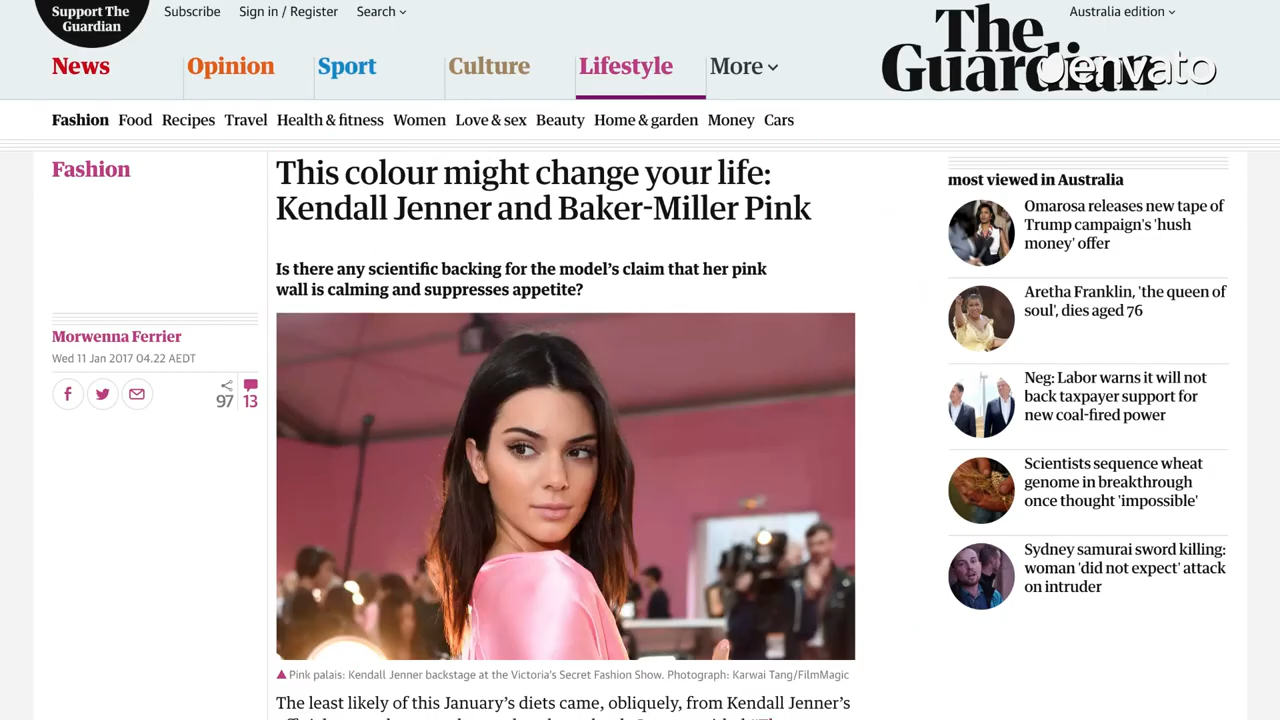 Support The
Guardian
Subscribe
Sign in / Register
Search
Australia edition
The
Guardian
envato
News
Opinion
Sport
Culture
Lifestyle
More
Fashion
Food
Recipes
Travel
Health & fitness
Women
Love & sex
Beauty
Home & garden
Money
Cars
Fashion
Morwenna Ferrier
Wed 11 Jan 2017 04.22 AEDT
97
13
This colour might change your life:
Kendall Jenner and Baker-Miller Pink
Is there any scientific backing for the model's claim that her pink
wall is calming and suppresses appetite?
Pink palais: Kendall Jenner backstage at the Victoria's Secret Fashion Show. Photograph: Karwai Tang/FilmMagic
The least likely of this January's diets came, obliquely, from Kendall Jenner's
most viewed in Australia
Omarosa releases new tape of
Trump campaign's 'hush
money' offer
Aretha Franklin, 'the queen of
soul', dies aged 76
Neg: Labor warns it will not
back taxpayer support for
new coal-fired power
Scientists sequence wheat
genome in breakthrough
once thought 'impossible'
Sydney samurai sword killing:
woman 'did not expect' attack
on intruder